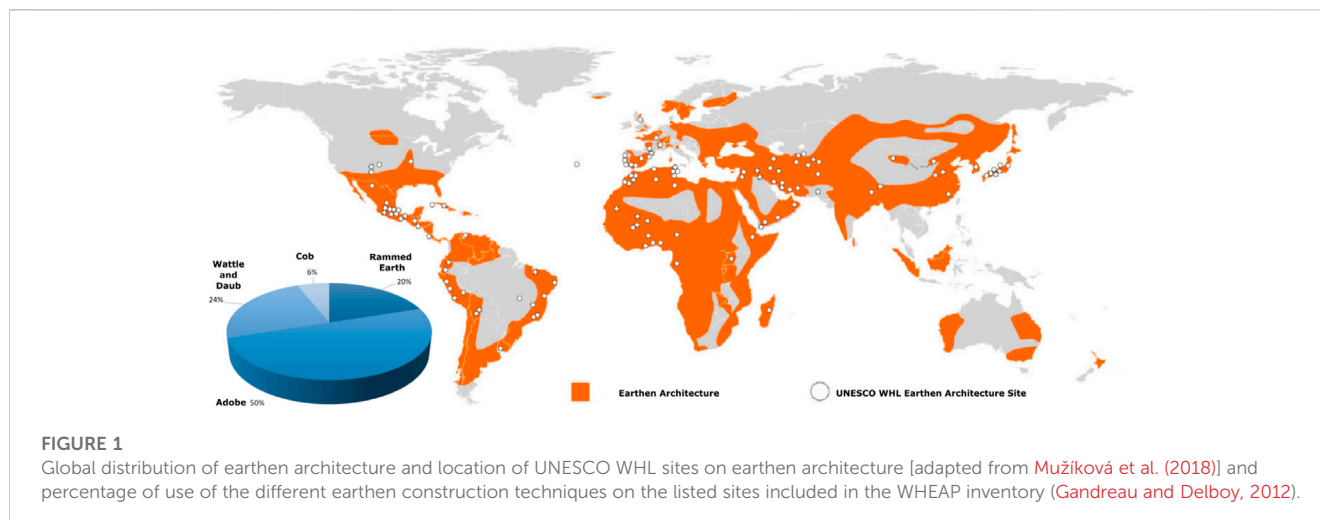 Wattle and Daub
24%
Cob
6%
Rammed Earth
20%
Adobe 50%
Earthen Architecture
UNESCO WHL Earthen Architecture Site
FIGURE 1
Global distribution of earthen architecture and location of UNESCO WHL sites on earthen architecture [adapted from Mužíková et al. (2018)] and
percentage of use of the different earthen construction techniques on the listed sites included in the WHEAP inventory (Gandreau and Delboy, 2012).